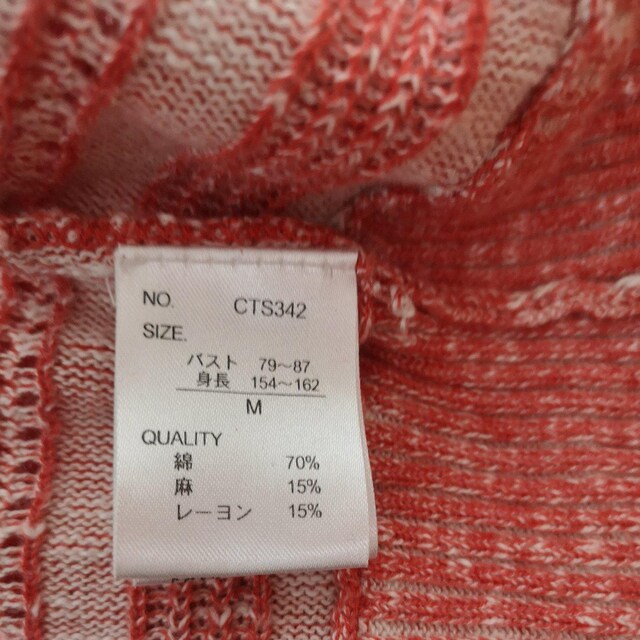 NO. CTS342
SIZE.
バスト 79〜87
身長 154〜162
M
QUALITY
綿 70%
麻 15%
レーヨン 15%